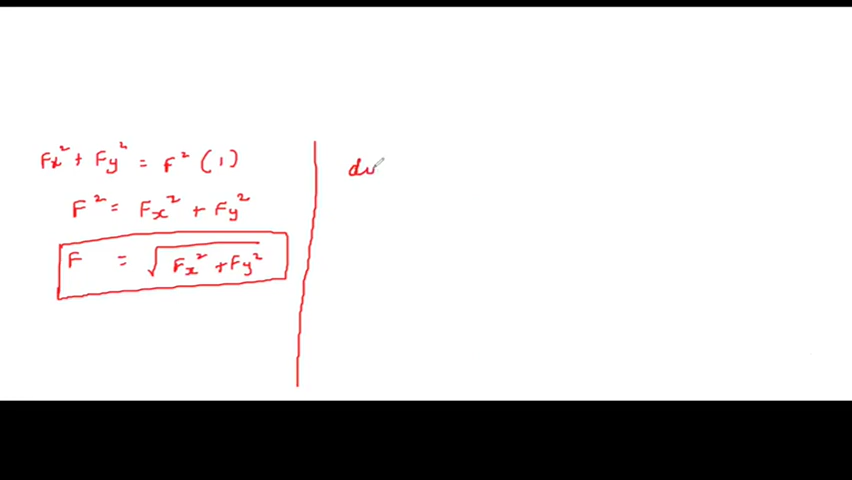 Fx² + Fy² = F² (1)
F² = Fx² + Fy²
F = √Fx² + Fy²